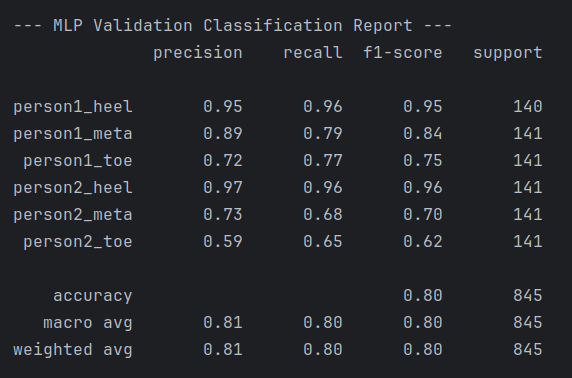 --- MLP Validation Classification Report ---
precision recall f1-score support
person1_heel 0.95 0.96 0.95 140
person1_meta 0.89 0.79 0.84 141
person1_toe 0.72 0.77 0.75 141
person2_heel 0.97 0.96 0.96 141
person2_meta 0.73 0.68 0.70 141
person2_toe 0.59 0.65 0.62 141
accuracy 0.80 845
macro avg 0.81 0.80 0.80 845
weighted avg 0.81 0.80 0.80 845